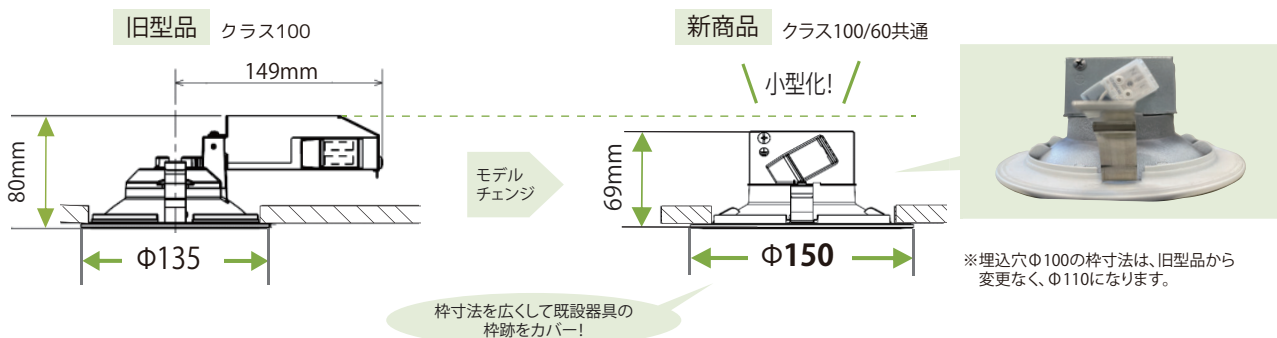 旧型品 クラス100
149mm
80mm
Φ135
モデル
チェンジ
新商品 クラス100/60共通
小型化!
69mm
Φ150
枠寸法を広くして既設器具の
枠跡をカバー!
※埋込穴Φ100の枠寸法は、旧型品から
変更なく、Φ110になります。